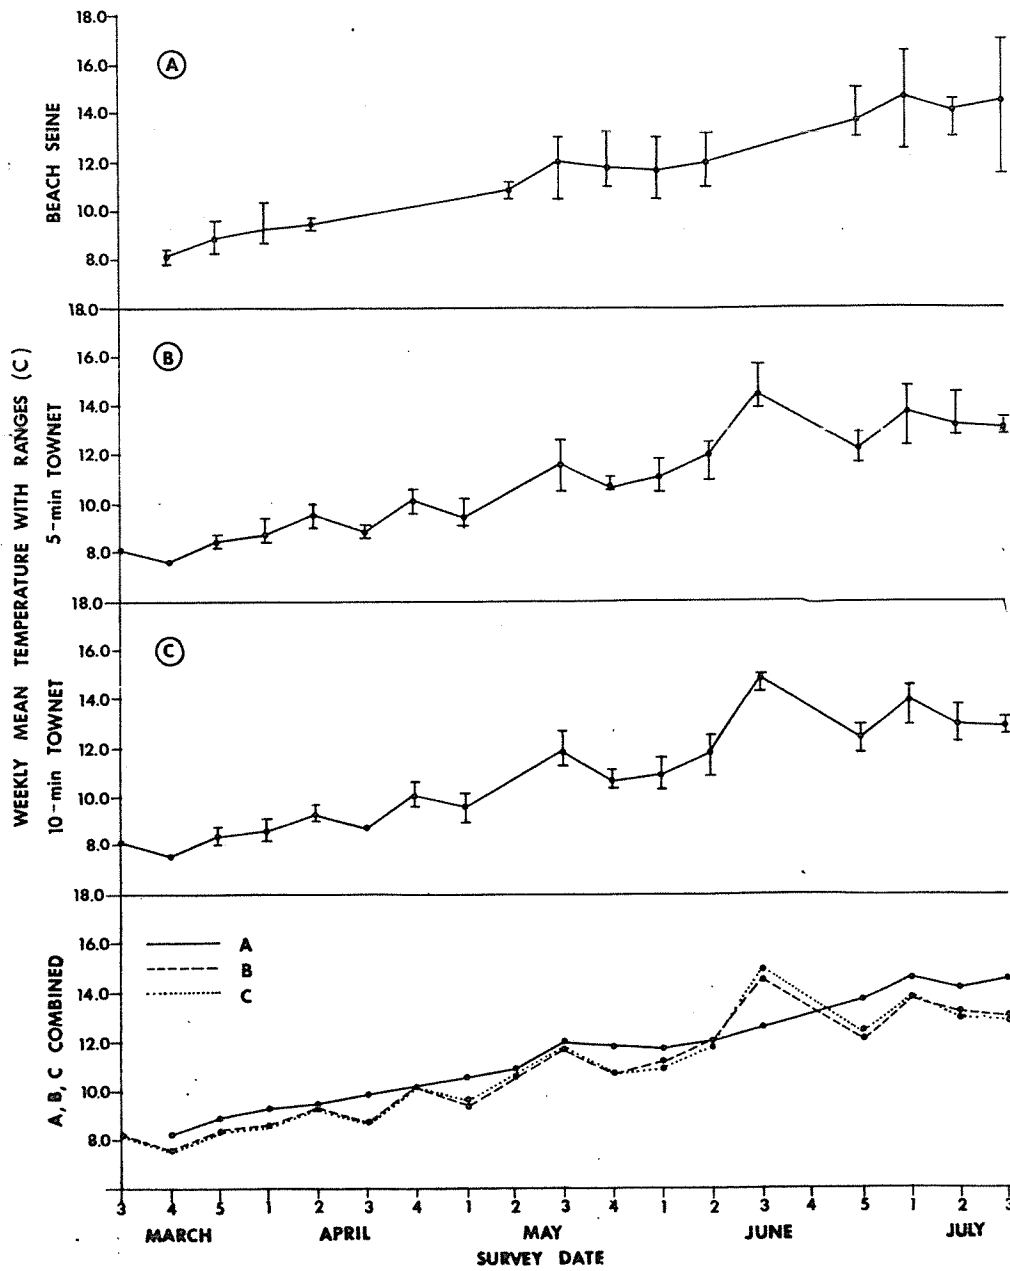 WEEKLY MEAN TEMPERATURE WITH RANGES (C)
BEACH SEINE
18.0
16.0
14.0
12.0
10.0
8.0
A
5-min TOWNET
18.0
16.0
14.0
12.0
10.0
8.0
B
10-min TOWNET
18.0
16.0
14.0
12.0
10.0
8.0
C
A, B, C COMBINED
18.0
16.0
14.0
12.0
10.0
8.0
A
B
C
3 4 5 1 2 3 4 1 2 3 4 1 2 3 4 5 1 2 3
MARCH APRIL MAY JUNE JULY
SURVEY DATE